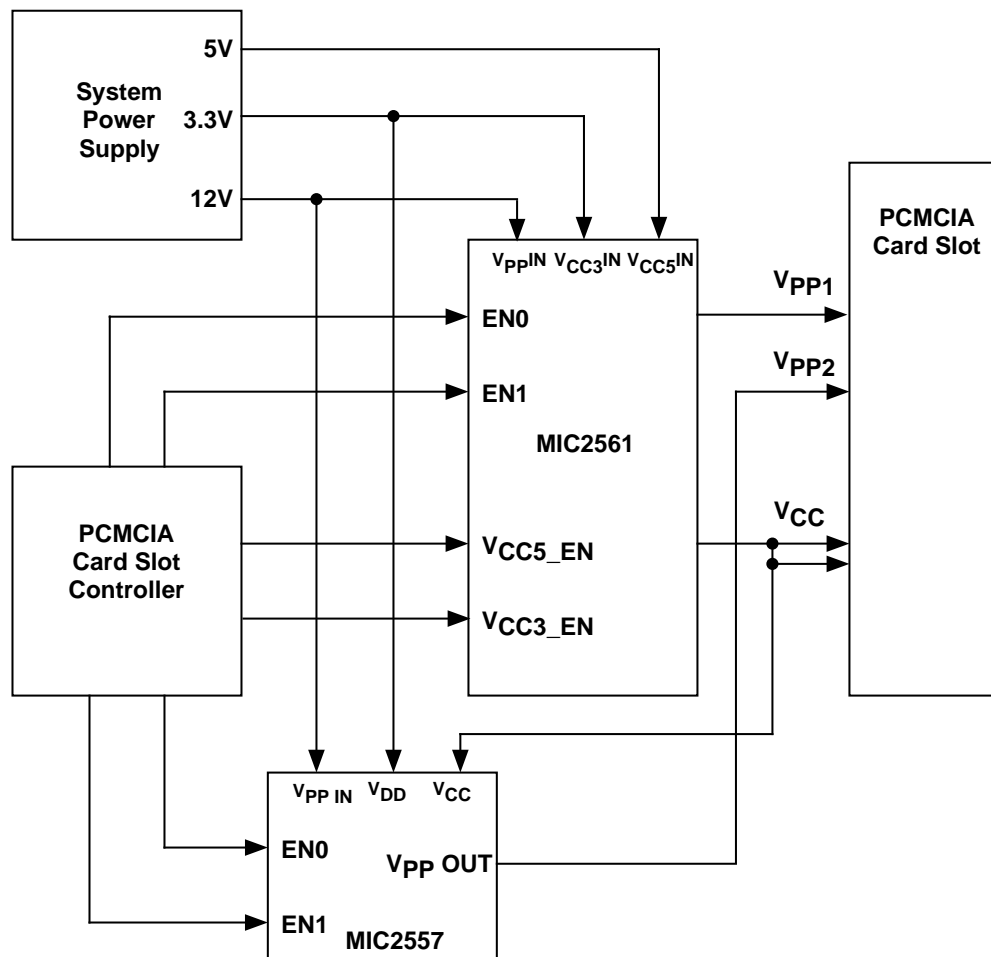 System
Power
Supply
5V
3.3V
12V
VPPIN VCC3IN VCC5IN
EN0
EN1
MIC2561
VCC5_EN
VCC3_EN
PCMCIA
Card Slot
VPP1
VPP2
VCC
PCMCIA
Card Slot
Controller
VPP IN VDD VCC
EN0
VPP OUT
EN1
MIC2557